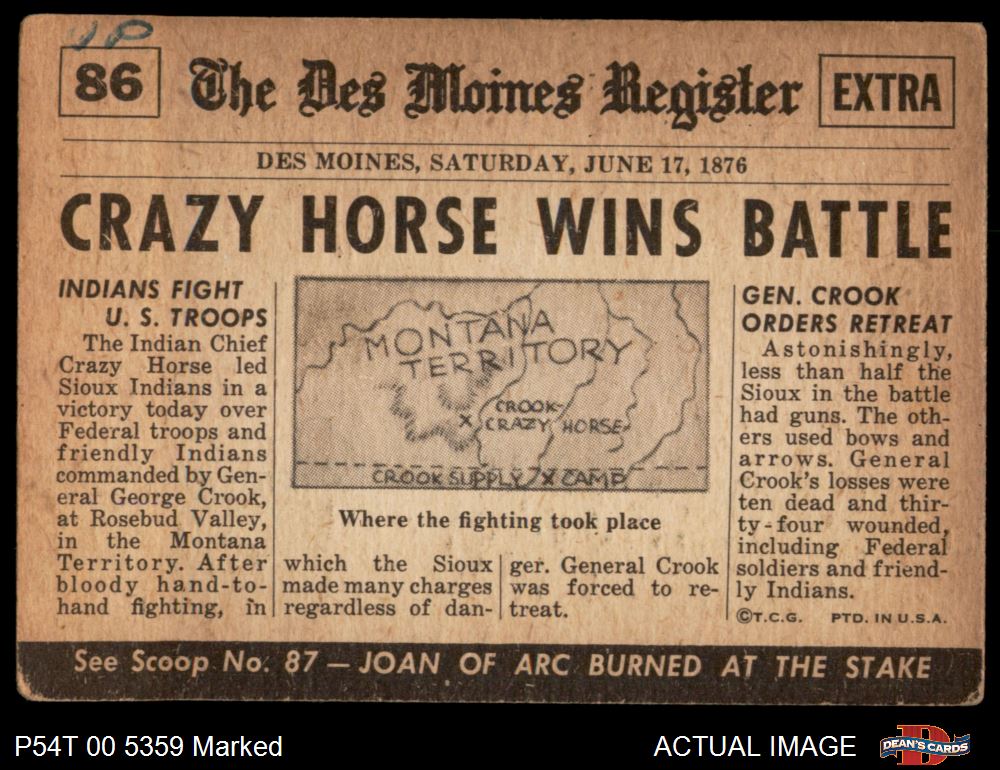 VP
86
The Des Moines Register
EXTRA
DES MOINES, SATURDAY, JUNE 17, 1876
CRAZY HORSE WINS BATTLE
INDIANS FIGHT
U. S. TROOPS
The Indian Chief
Crazy Horse led
Sioux Indians in a
victory today over
Federal troops and
friendly Indians
commanded by Gen-
eral George Crook,
at Rosebud Valley,
in the Montana
Territory. After
bloody hand-to-
hand fighting, in
MONTANA
TERRITORY
CROOK-
X CRAZY HORSE
CROOK SUPPLY X CAMP
Where the fighting took place
which the Sioux
made many charges
regardless of dan-
ger. General Crook
was forced to re-
treat.
GEN. CROOK
ORDERS RETREAT
Astonishingly,
less than half the
Sioux in the battle
had guns. The oth-
ers used bows and
arrows. General
Crook's losses were
ten dead and thir-
ty-four wounded,
including Federal
soldiers and friend-
ly Indians.
©T.C.G. PTD. IN U.S.A.
See Scoop No. 87 — JOAN OF ARC BURNED AT THE STAKE
P54T 00 5359 Marked
ACTUAL IMAGE
D
DEAN'S CARDS